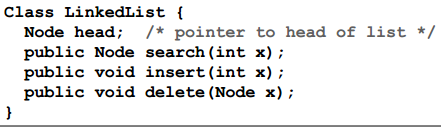 Class LinkedList {
  Node head;  /* pointer to head of list */
  public Node search(int x);
  public void insert(int x);
  public void delete(Node x);
}